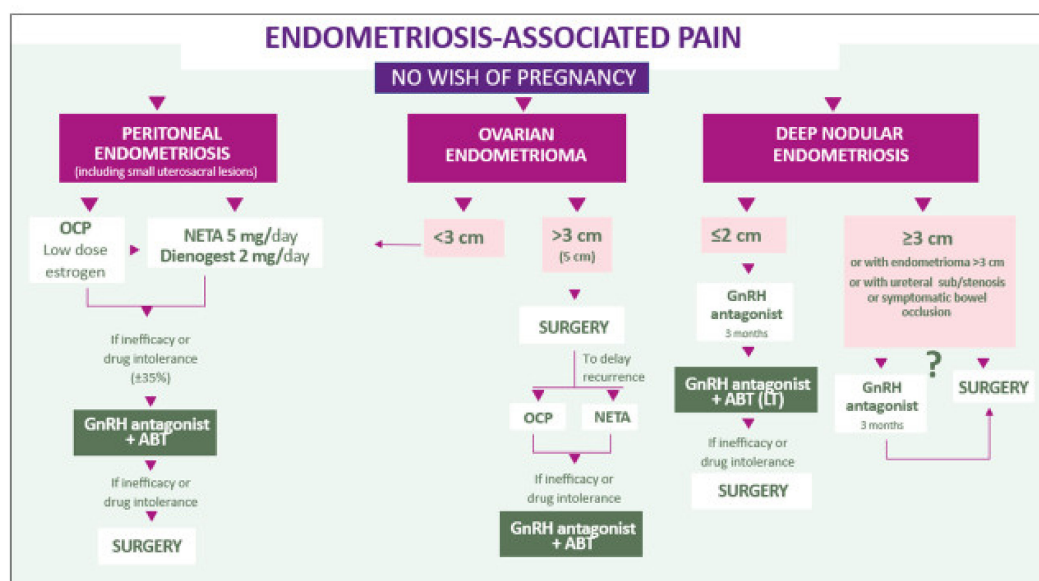 ENDOMETRIOSIS-ASSOCIATED PAIN
NO WISH OF PREGNANCY
PERITONEAL
ENDOMETRIOSIS
(including small uterosacral lesions)
OCP
Low dose
estrogen
NETA 5 mg/day
Dienogest 2 mg/day
If inefficacy or
drug intolerance
(±35%)
GnRH antagonist
+ ABT
If inefficacy or
drug intolerance
SURGERY
OVARIAN
ENDOMETRIOMA
<3 cm
>3 cm
(5 cm)
SURGERY
To delay
recurrence
OCP
NETA
If inefficacy or
drug intolerance
GnRH antagonist
+ ABT
DEEP NODULAR
ENDOMETRIOSIS
≤2 cm
GnRH
antagonist
3 months
GnRH antagonist
+ ABT (LT)
If inefficacy or
drug intolerance
SURGERY
≥3 cm
or with endometrioma >3 cm
or with ureteral sub/stenosis
or symptomatic bowel
occlusion
?
GnRH
antagonist
3 months
SURGERY